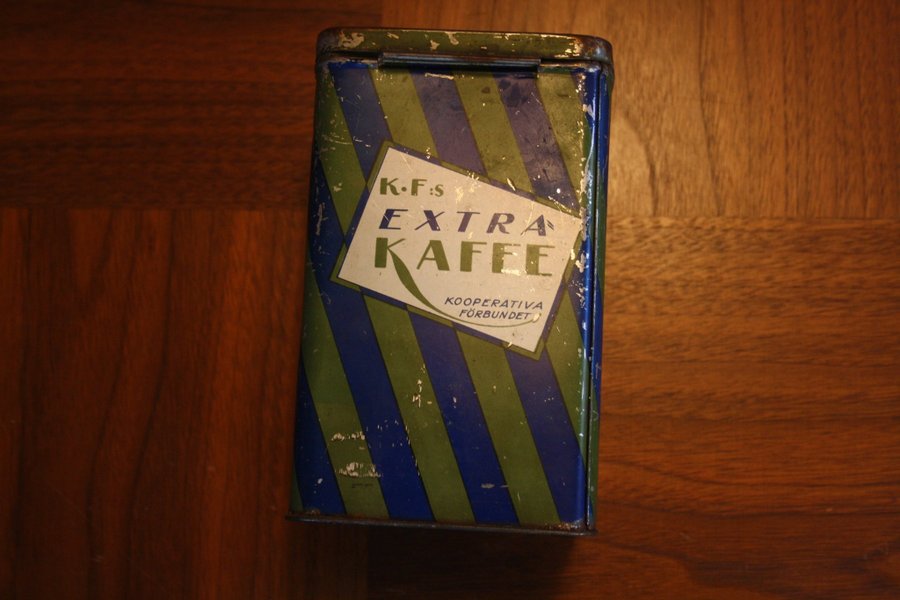 K·F:s
EXTRA-
KAFFE
KOOPERATIVA
FÖRBUNDET